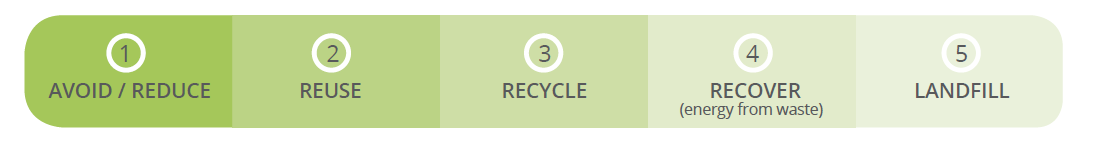 1
AVOID / REDUCE
2
REUSE
3
RECYCLE
4
RECOVER
(energy from waste)
5
LANDFILL